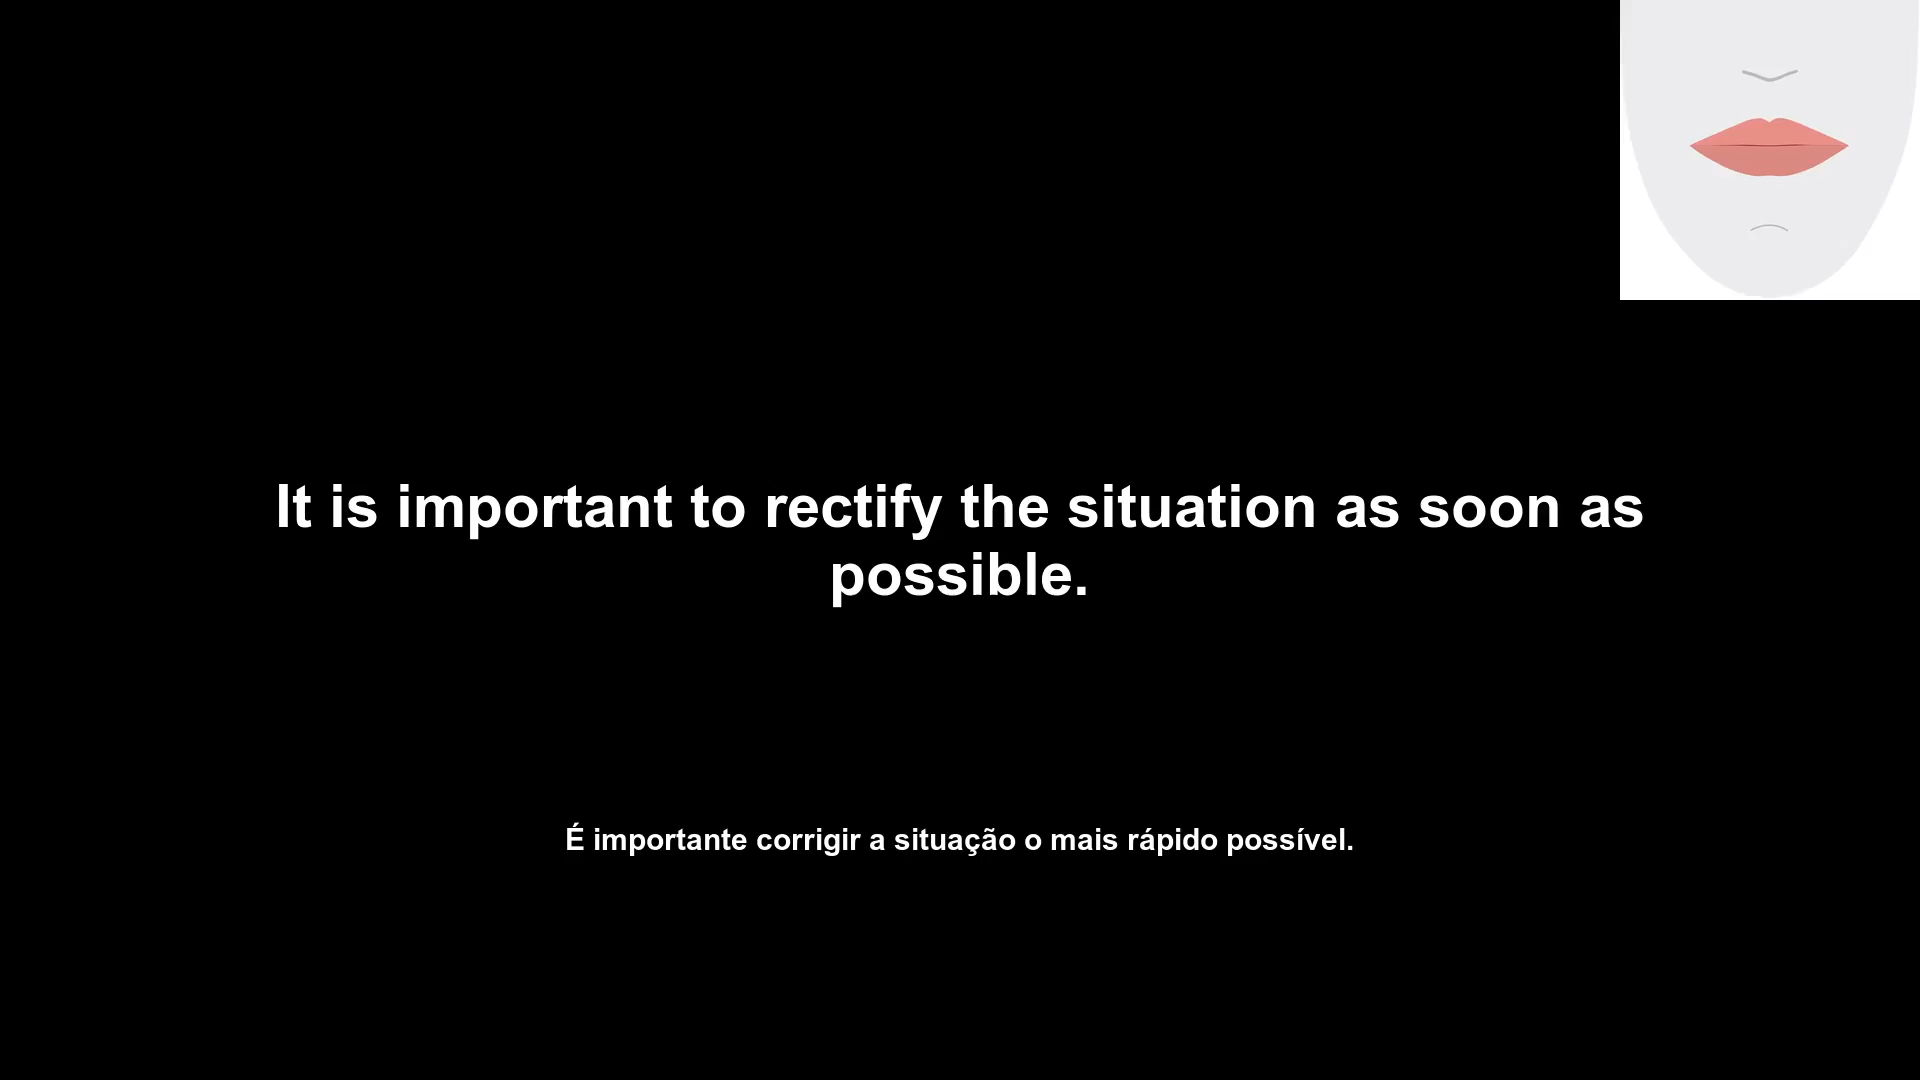 It is important to rectify the situation as soon as
possible.
É importante corrigir a situação o mais rápido possível.